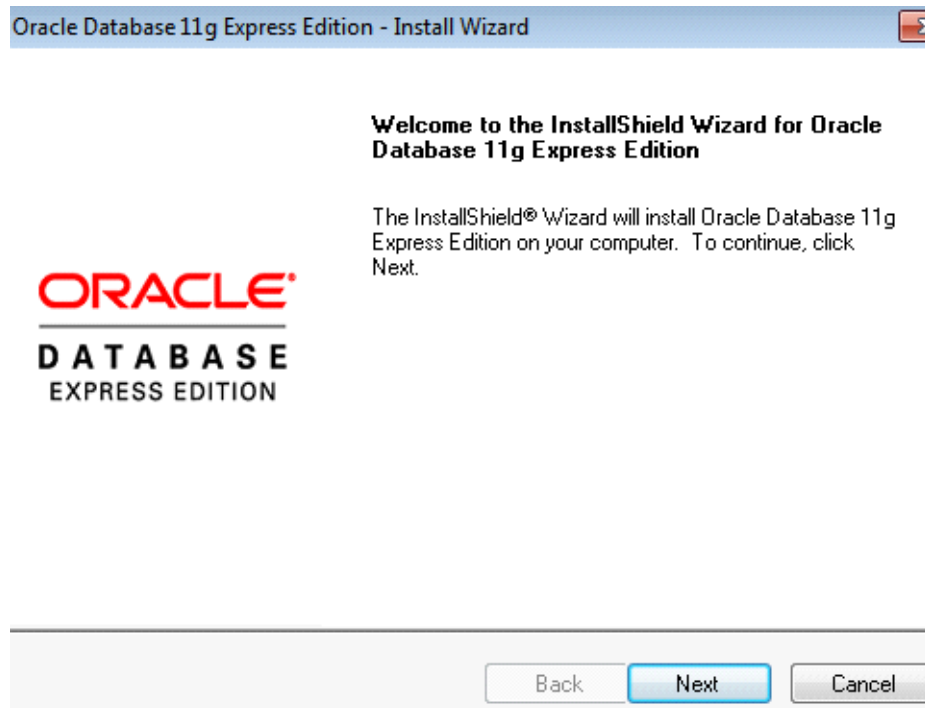 Oracle Database 11g Express Edition - Install Wizard
Welcome to the InstallShield Wizard for Oracle
Database 11g Express Edition
The InstallShield® Wizard will install Oracle Database 11g
Express Edition on your computer. To continue, click
Next.
ORACLE
DATABASE
EXPRESS EDITION
Back
Next
Cancel